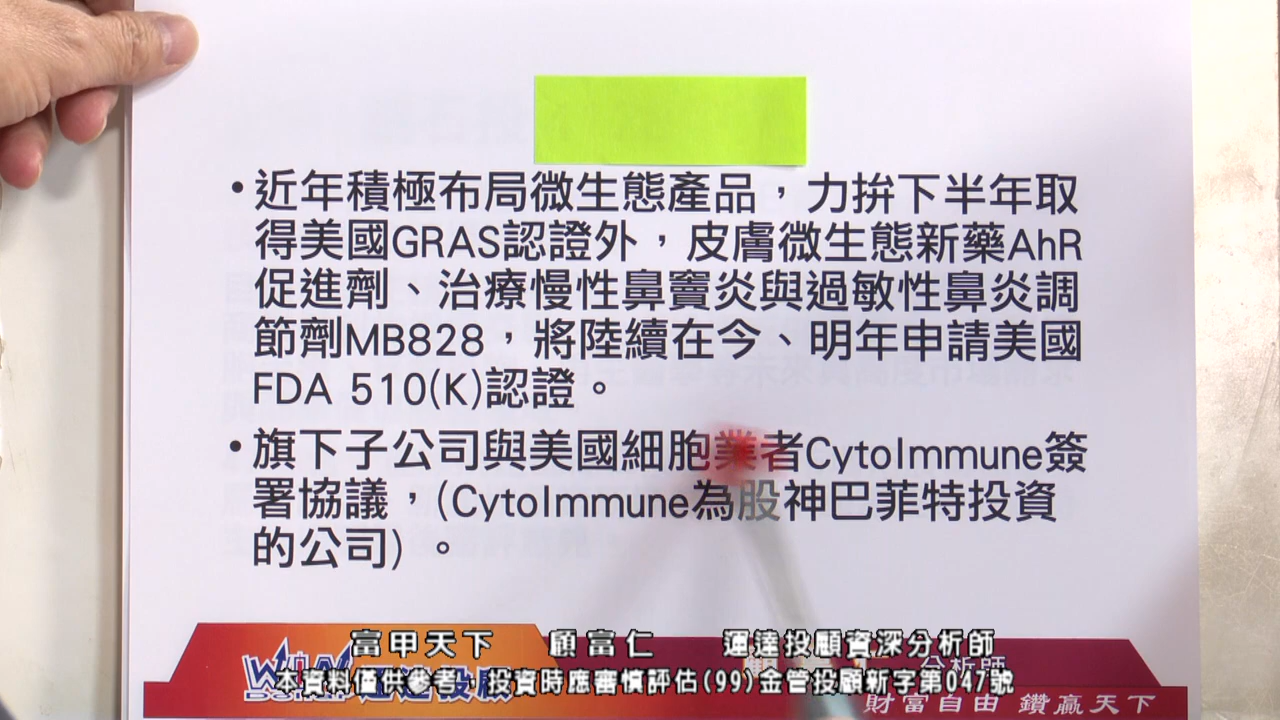 •近年積極布局微生態產品，力拚下半年取
得美國GRAS認證外，皮膚微生態新藥AhR
促進劑、治療慢性鼻竇炎與過敏性鼻炎調
節劑MB828，將陸續在今、明年申請美國
FDA 510(K)認證。
•旗下子公司與美國細胞業者CytoImmune簽
署協議，(CytoImmune為股神巴菲特投資
的公司) 。
富甲天下 顧富仁 運達投顧資深分析師
分析師
運達投顧
本資料僅供參考，投資時應審慎評估(99)金管投顧新字第047號
財富自由 鑽贏天下